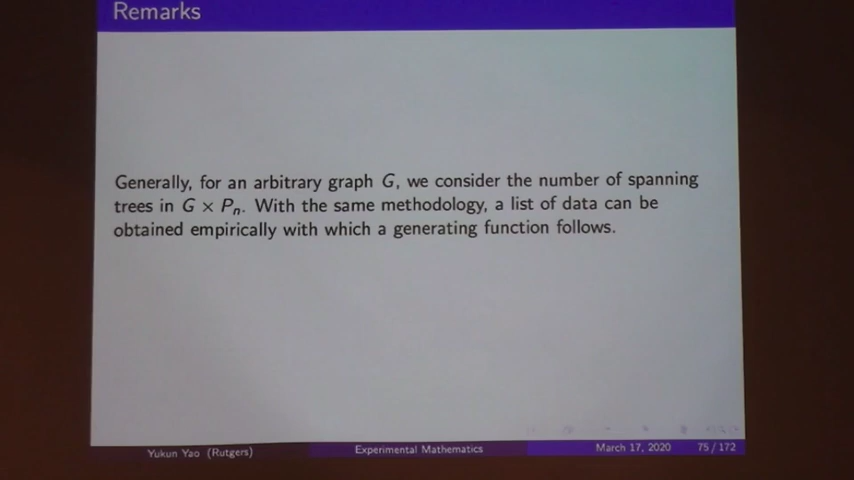 Remarks
Generally, for an arbitrary graph G, we consider the number of spanning
trees in G × Pₙ. With the same methodology, a list of data can be
obtained empirically with which a generating function follows.
Yukun Yao (Rutgers) Experimental Mathematics March 17, 2020 75 / 172